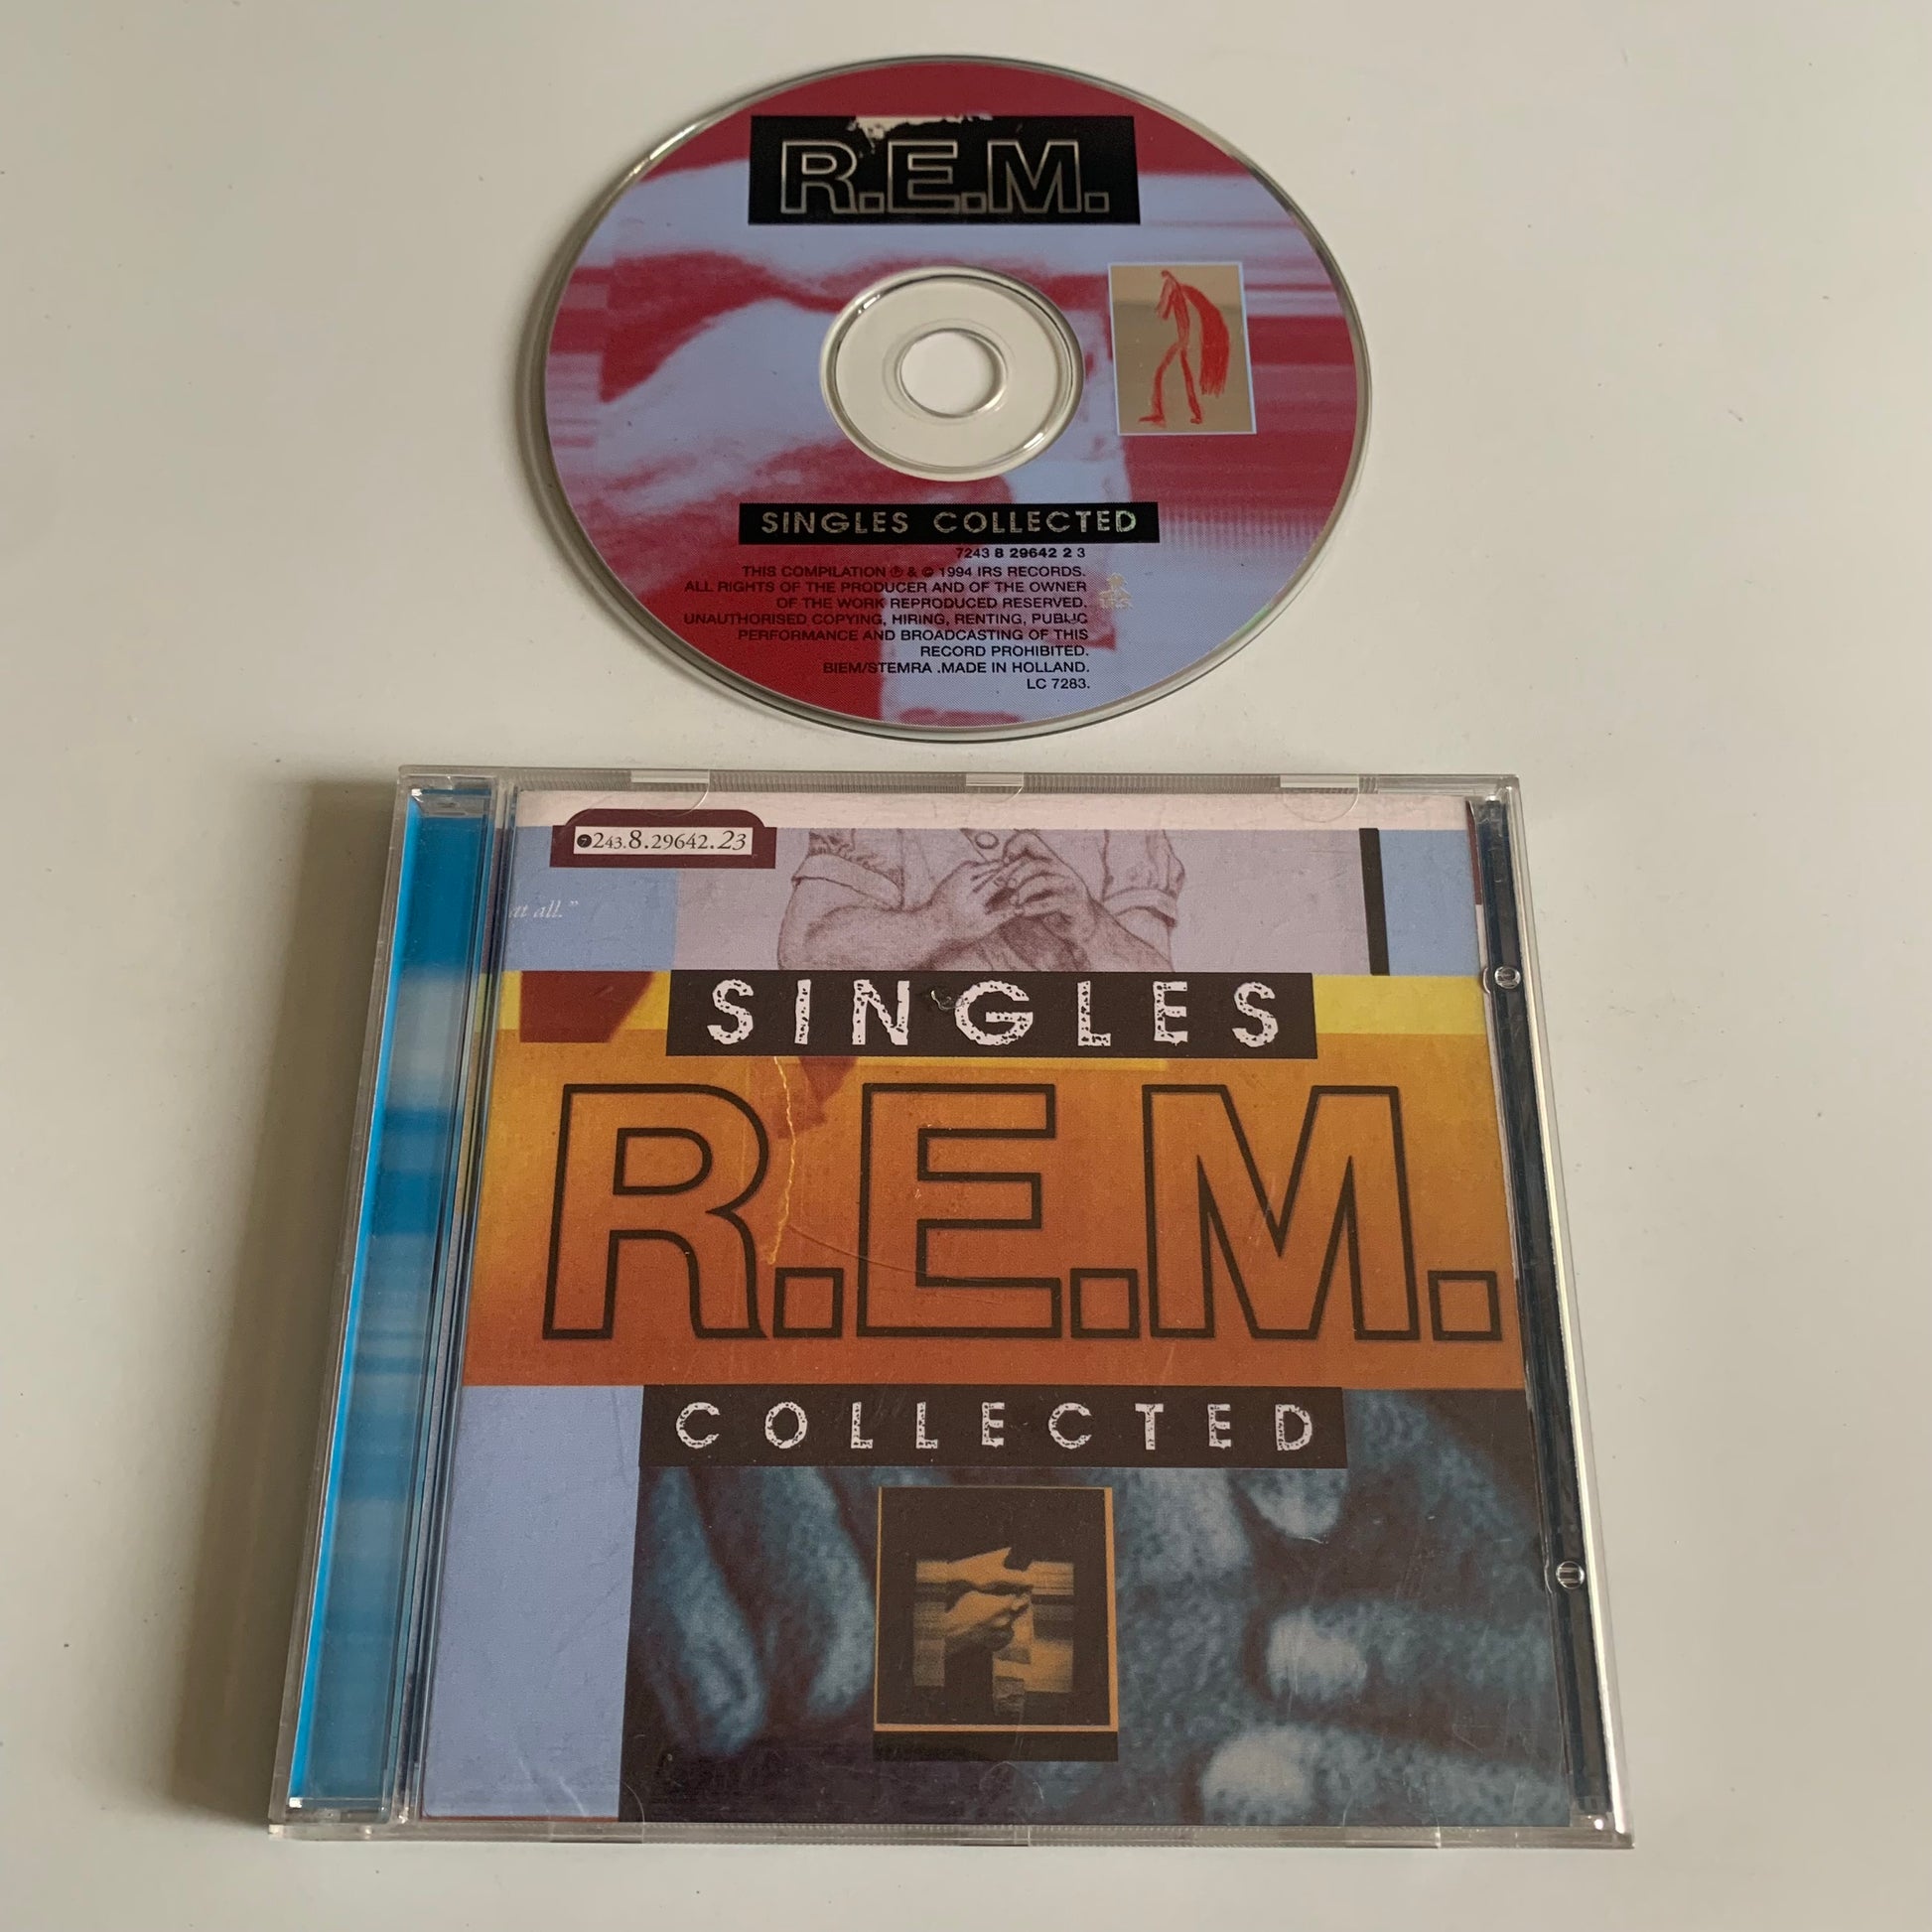 R.E.M.
SINGLES COLLECTED
7243 8 29642 2 3
THIS COMPILATION ℗ & © 1994 IRS RECORDS.
ALL RIGHTS OF THE PRODUCER AND OF THE OWNER
OF THE WORK REPRODUCED RESERVED.
UNAUTHORISED COPYING, HIRING, RENTING, PUBLIC
PERFORMANCE AND BROADCASTING OF THIS
RECORD PROHIBITED.
BIEM/STEMRA .MADE IN HOLLAND.
LC 7283.
7243.8.29642.23
at all.”
SINGLES
R.E.M.
COLLECTED